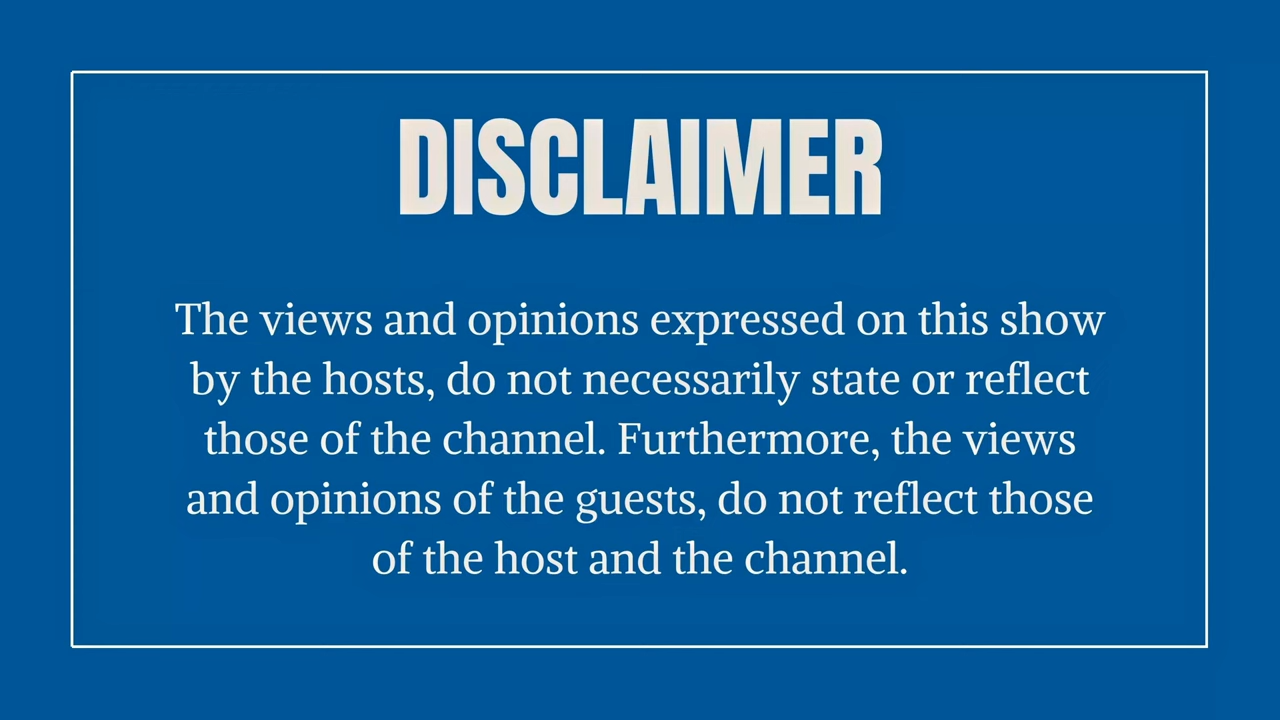 DISCLAIMER
The views and opinions expressed on this show
by the hosts, do not necessarily state or reflect
those of the channel. Furthermore, the views
and opinions of the guests, do not reflect those
of the host and the channel.